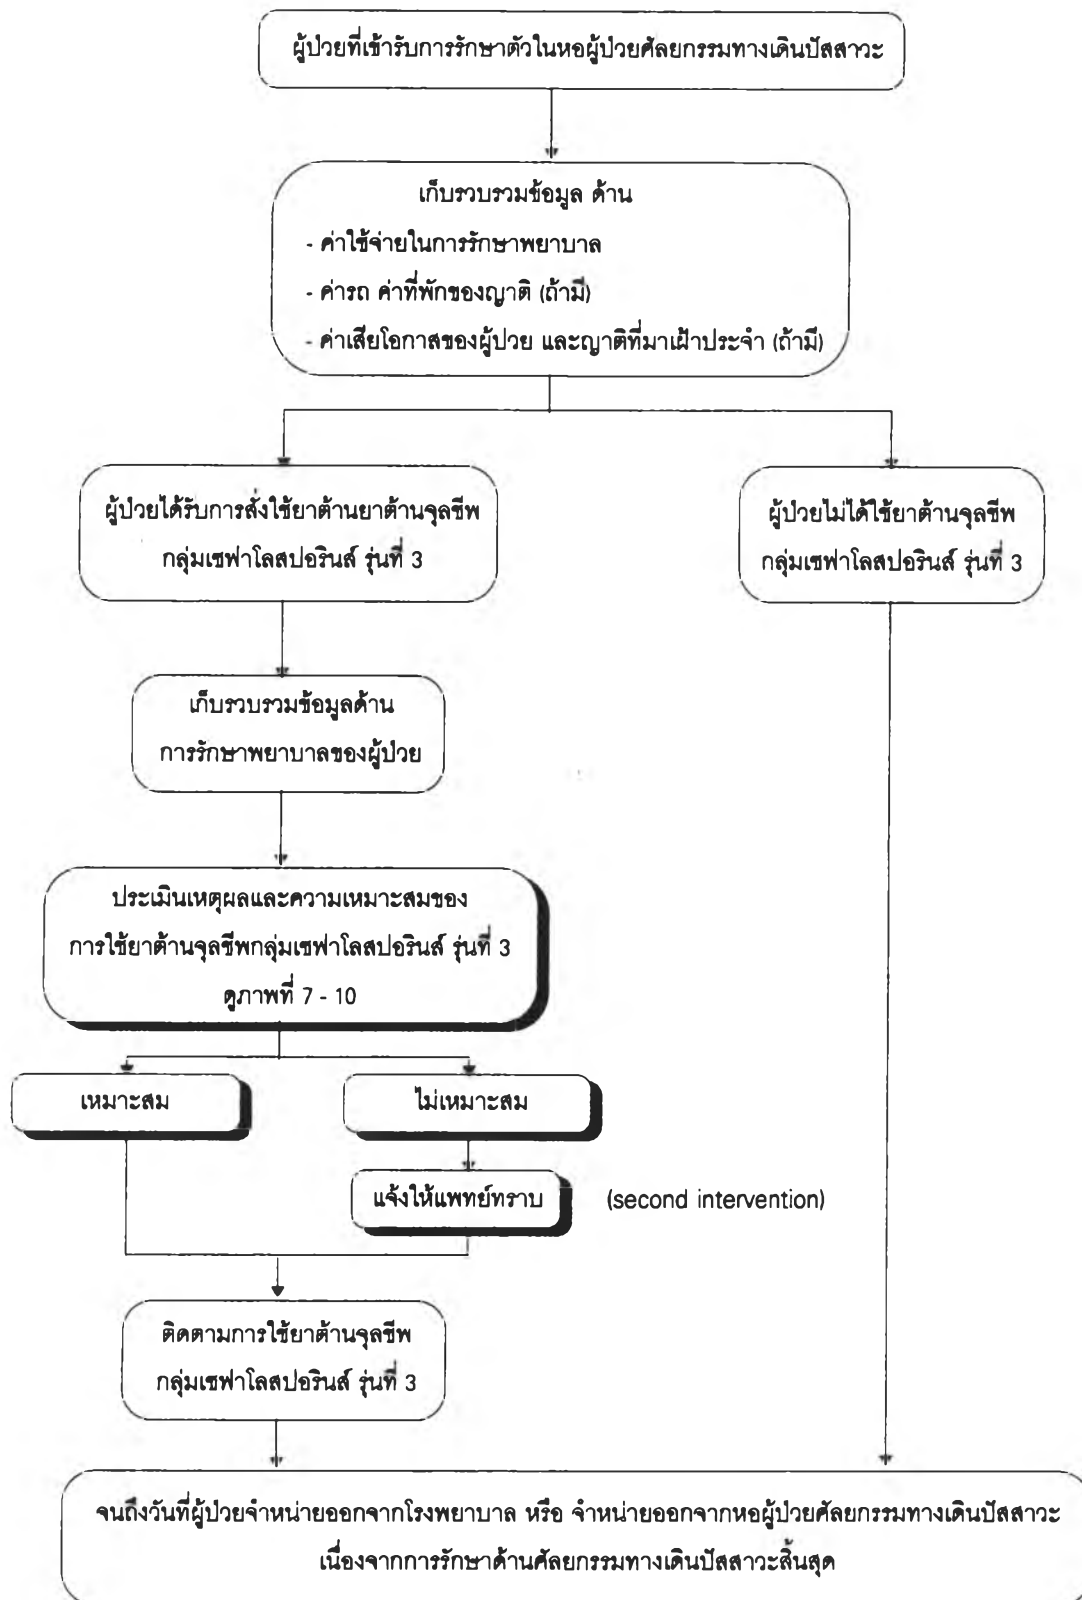 ผู้ป่วยที่เข้ารับการรักษาตัวในหอผู้ป่วยศัลยกรรมทางเดินปัสสาวะ
เก็บรวบรวมข้อมูล ด้าน
- ค่าใช้จ่ายในการรักษาพยาบาล
- ค่ารถ ค่าที่พักของญาติ (ถ้ามี)
- ค่าเสียโอกาสของผู้ป่วย และญาติที่มาเฝ้าประจำ (ถ้ามี)
ผู้ป่วยได้รับการสั่งใช้ยาต้านยาต้านจุลชีพ
กลุ่มเซฟาโลสปอรินส์ รุ่นที่ 3
ผู้ป่วยไม่ได้ใช้ยาต้านจุลชีพ
กลุ่มเซฟาโลสปอรินส์ รุ่นที่ 3
เก็บรวบรวมข้อมูลด้าน
การรักษาพยาบาลของผู้ป่วย
ประเมินเหตุผลและความเหมาะสมของ
การใช้ยาต้านจุลชีพกลุ่มเซฟาโลสปอรินส์ รุ่นที่ 3
ดูภาพที่ 7 - 10
เหมาะสม
ไม่เหมาะสม
แจ้งให้แพทย์ทราบ
(second intervention)
ติดตามการใช้ยาต้านจุลชีพ
กลุ่มเซฟาโลสปอรินส์ รุ่นที่ 3
จนถึงวันที่ผู้ป่วยจำหน่ายออกจากโรงพยาบาล หรือ จำหน่ายออกจากหอผู้ป่วยศัลยกรรมทางเดินปัสสาวะ
เนื่องจากการรักษาด้านศัลยกรรมทางเดินปัสสาวะสิ้นสุด